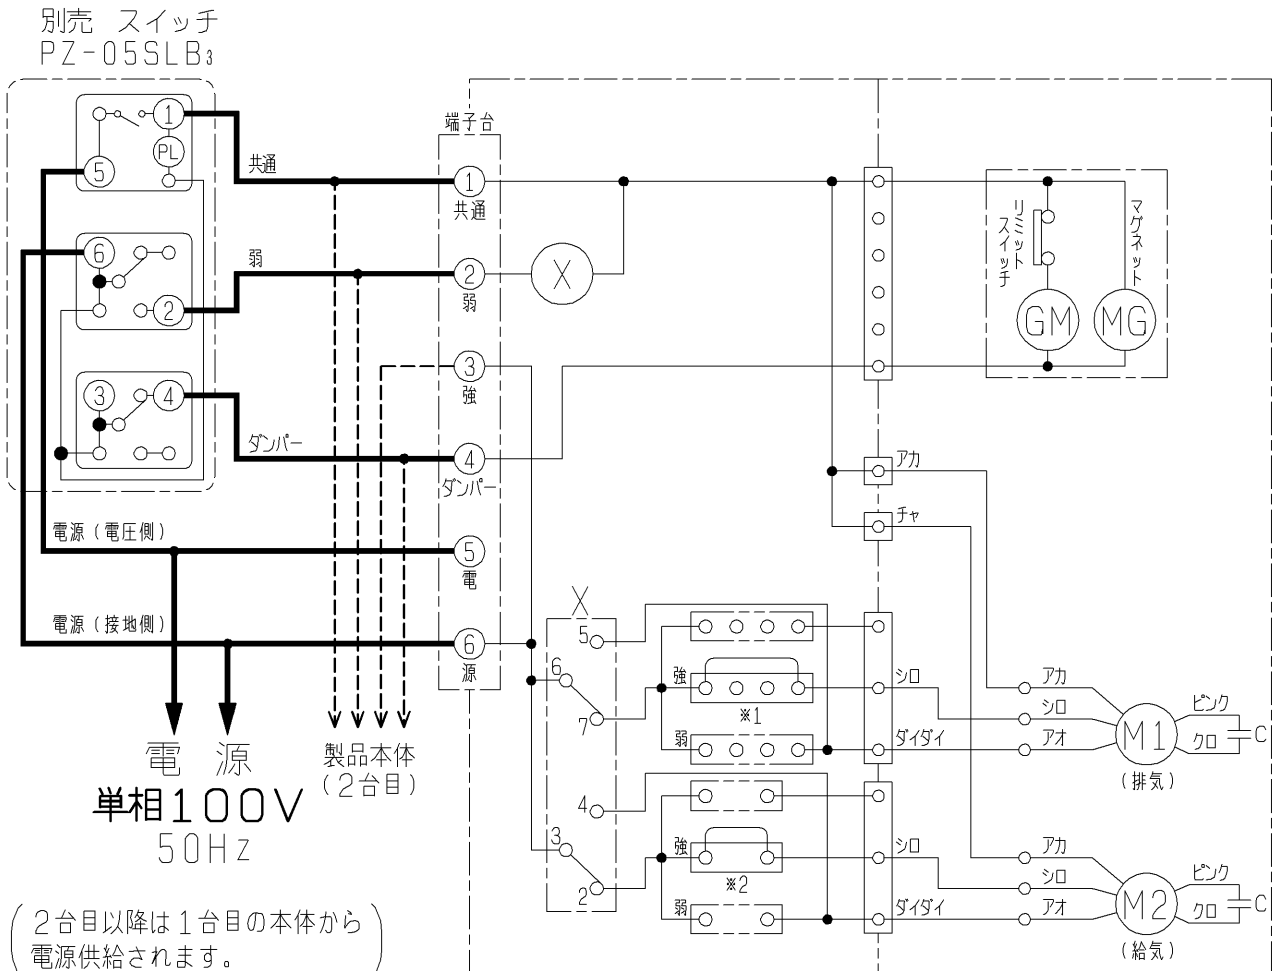 別売 スイッチ
PZ-05SLB3
1
PL
5
6
2
3
4
共通
弱
ダンパー
電源（電圧側）
電源（接地側）
端子台
1
共通
2
弱
3
強
4
ダンパー
5
電
6
源
X
リミット
スイッチ
マグネット
GM
MG
アカ
チャ
X
5
6
7
強
※1
弱
4
3
2
強
※2
弱
シロ
ダイダイ
シロ
ダイダイ
アカ
シロ
アオ
M1
（排気）
ピンク
クロ
C
アカ
シロ
アオ
M2
（給気）
ピンク
クロ
C
電 源
単相100V
50Hz
製品本体
（2台目）
2台目以降は1台目の本体から
電源供給されます。